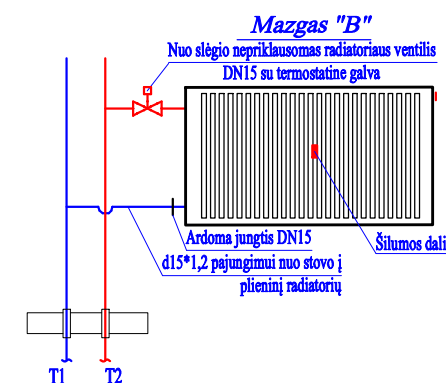 Mazgas "B"
Nuo slėgio nepriklausomas radiatoriaus ventilis
DN15 su termostatine galva
Ardoma jungtis DN15
Šilumos dali
d15*1,2 pajungimui nuo stovo į
plieninį radiatorių
T1 T2